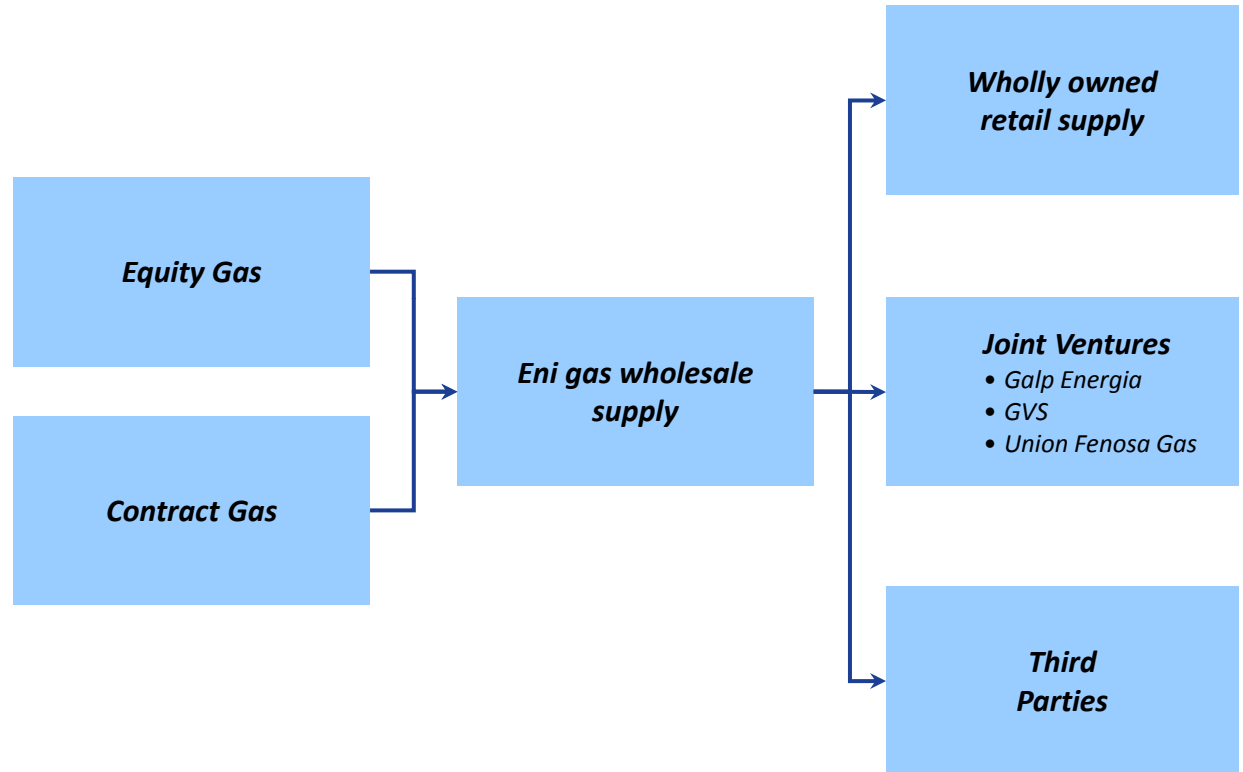 Equity Gas
Contract Gas
Eni gas wholesale
supply
Wholly owned
retail supply
Joint Ventures
• Galp Energia
• GVS
• Union Fenosa Gas
Third
Parties